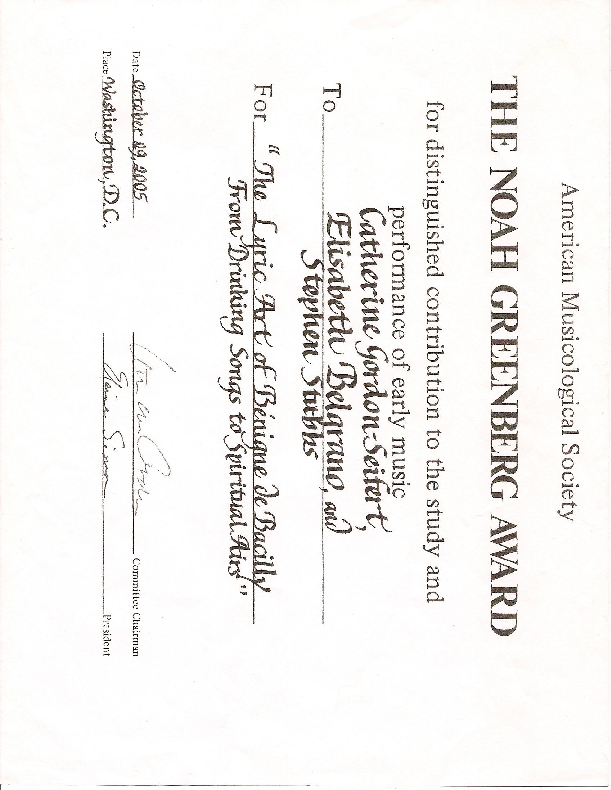 American Musicological Society
THE NOAH GREENBERG AWARD
for distinguished contribution to the study and
performance of early music
Catherine Gordon-Seifert,
To Elisabeth Belgrano, and
Stephen Stubbs
For "The Lyric Art of Bénigne de Bacilly
From Drinking Songs to Spiritual Airs"
Date October 29, 2005 Committee Chairman
Place Washington, D.C. President